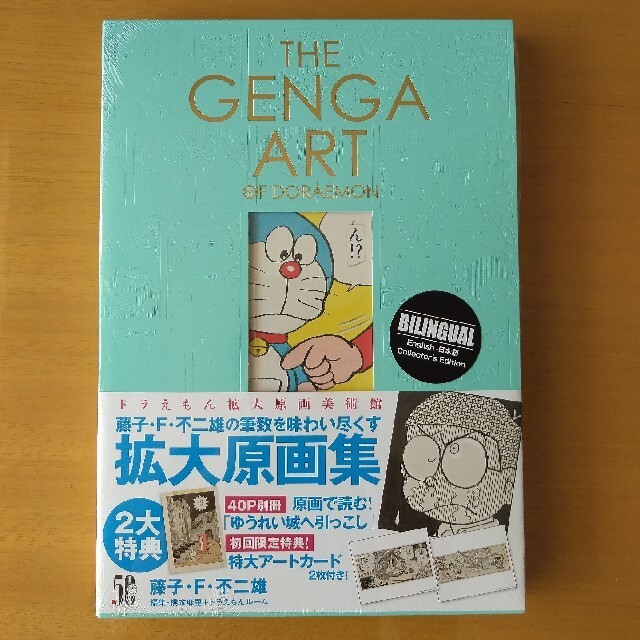 THE
GENGA
ART
OF DORAEMON
ん!?
BILINGUAL
English・日本語
Collector's Edition
ドラえもん拡大原画美術館
藤子・F・不二雄の筆致を味わい尽くす
拡大原画集
2大
特典
40P別冊 原画で読む!
「ゆうれい城へ引っこし
初回限定特典!
特大アートカード
2枚付き!
50
藤子・F・不二雄